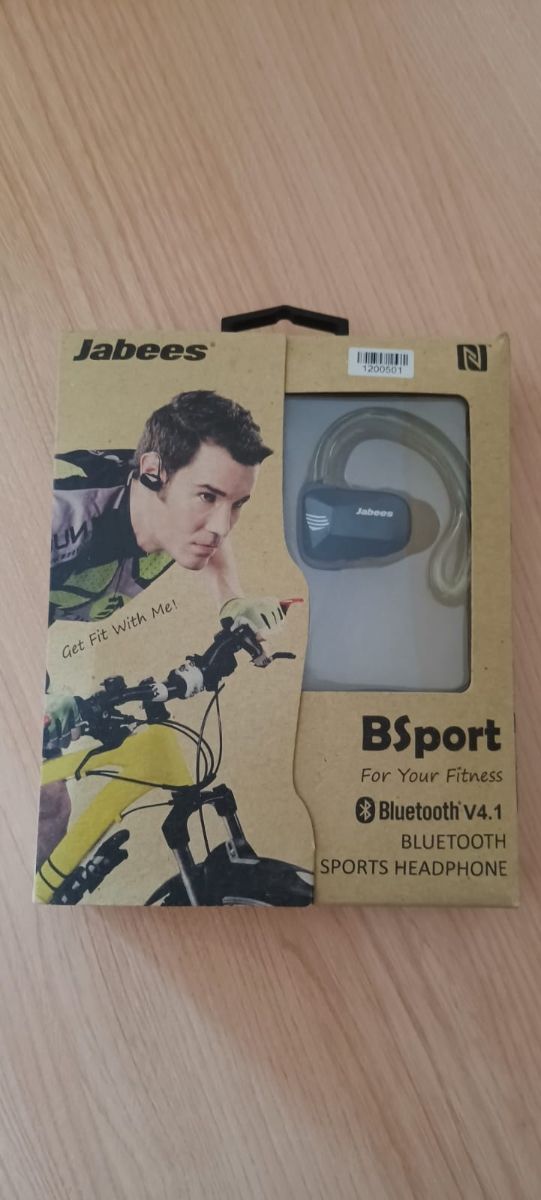 Jabees®
1200501
Jabees
Get Fit With Me!
BSport
For Your Fitness
Bluetooth® V4.1
BLUETOOTH
SPORTS HEADPHONE